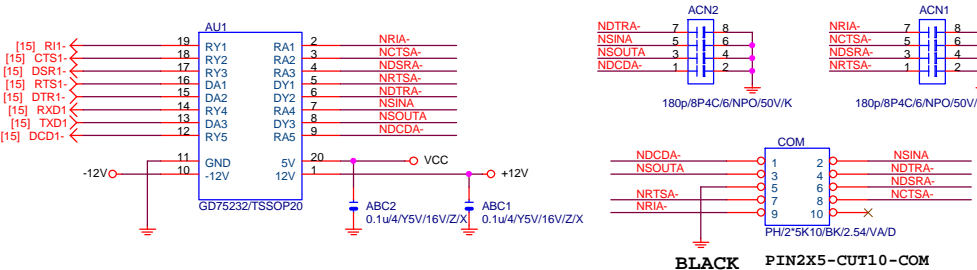 AU1
[15] RI1- 19 RY1 RA1 2 NRIA-
[15] CTS1- 18 RY2 RA2 3 NCTSA-
[15] DSR1- 17 RY3 RA3 4 NDSRA-
[15] RTS1- 16 DA1 DY1 5 NRTSA-
[15] DTR1- 15 DA2 DY2 6 NDTRA-
[15] RXD1 14 RY4 RA4 7 NSINA
[15] TXD1 13 DA3 DY3 8 NSOUTA
[15] DCD1- 12 RY5 RA5 9 NDCDA-
11 GND 5V 20 VCC
-12V 10 -12V 12V 1 +12V
GD75232/TSSOP20
ABC2
0.1u/4/Y5V/16V/Z/X
ABC1
0.1u/4/Y5V/16V/Z/X
ACN2
NDTRA- 7 8
NSINA 5 6
NSOUTA 3 4
NDCDA- 1 2
180p/8P4C/6/NPO/50V/K
ACN1
NRIA- 7 8
NCTSA- 5 6
NDSRA- 3 4
NRTSA- 1 2
180p/8P4C/6/NPO/50V/
COM
NDCDA- 1 2 NSINA
NSOUTA 3 4 NDTRA-
5 6 NDSRA-
NRTSA- 7 8 NCTSA-
NRIA- 9 10
PH/2*5K10/BK/2.54/VA/D
BLACK PIN2X5-CUT10-COM